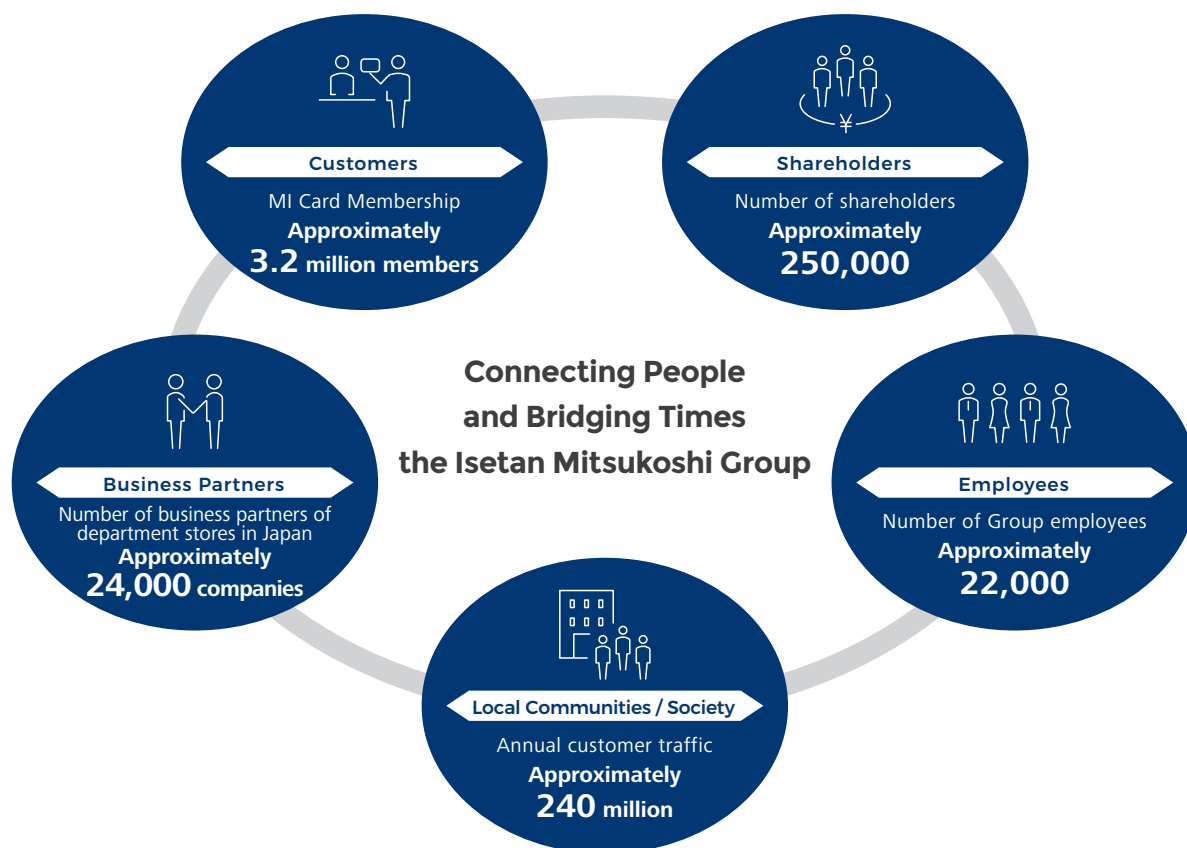 Customers
MI Card Membership
Approximately
3.2 million members
Shareholders
Number of shareholders
Approximately
250,000
Connecting People
and Bridging Times
the Isetan Mitsukoshi Group
Business Partners
Number of business partners of
department stores in Japan
Approximately
24,000 companies
Employees
Number of Group employees
Approximately
22,000
Local Communities / Society
Annual customer traffic
Approximately
240 million
¥